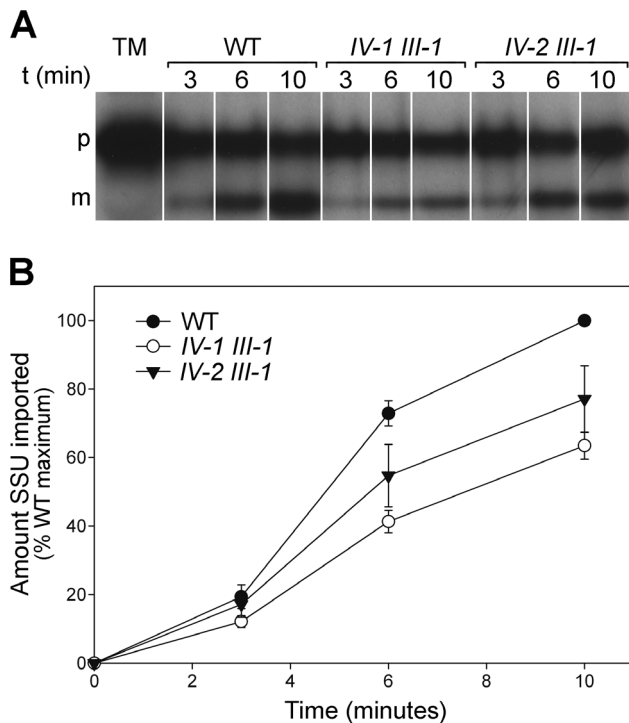 A
TM WT IV-1 III-1 IV-2 III-1
t (min) 3 6 10 3 6 10 3 6 10
p
m
B
WT
IV-1 III-1
IV-2 III-1
Amount SSU imported
(% WT maximum)
100
80
60
40
20
0
0 2 4 6 8 10
Time (minutes)